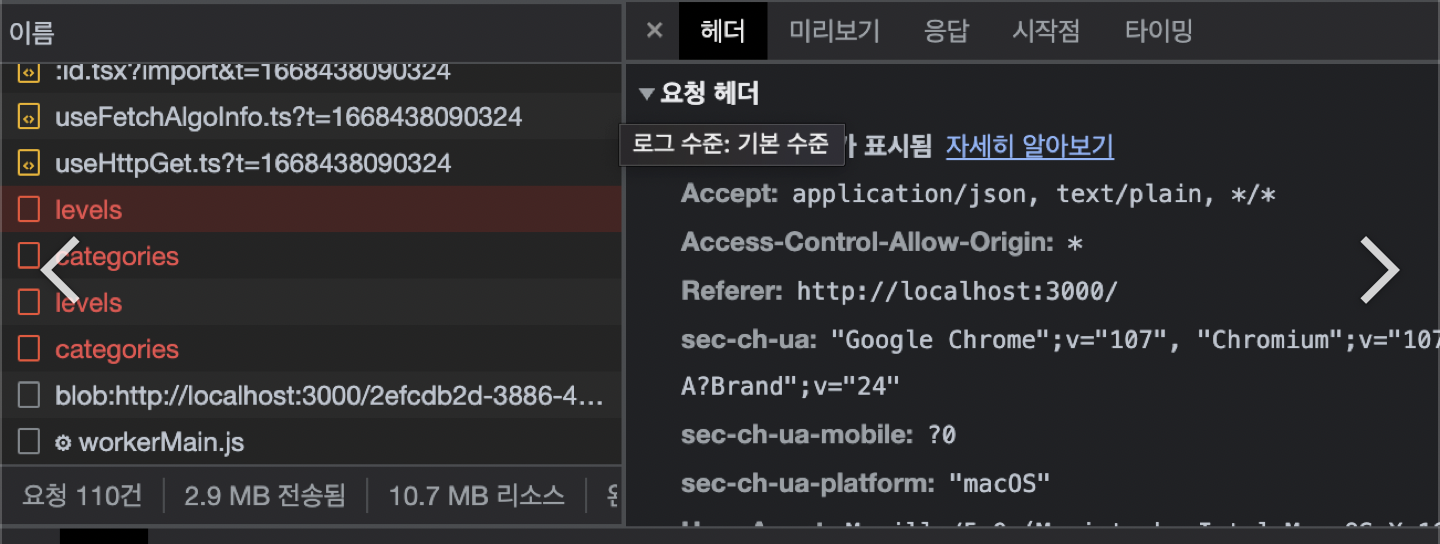 이름
:id.tsx?import&t=1668438090324
useFetchAlgoInfo.ts?t=1668438090324
useHttpGet.ts?t=1668438090324
levels
categories
levels
categories
blob:http://localhost:3000/2efcdb2d-3886-4...
workerMain.js
요청 110건 2.9 MB 전송됨 10.7 MB 리소스
× 헤더 미리보기 응답 시작점 타이밍
▼요청 헤더
로그 수준: 기본 수준
표시됨 자세히 알아보기
Accept: application/json, text/plain, */*
Access-Control-Allow-Origin: *
Referer: http://localhost:3000/
sec-ch-ua: "Google Chrome";v="107", "Chromium";v="107
A?Brand";v="24"
sec-ch-ua-mobile: ?0
sec-ch-ua-platform: "macOS"